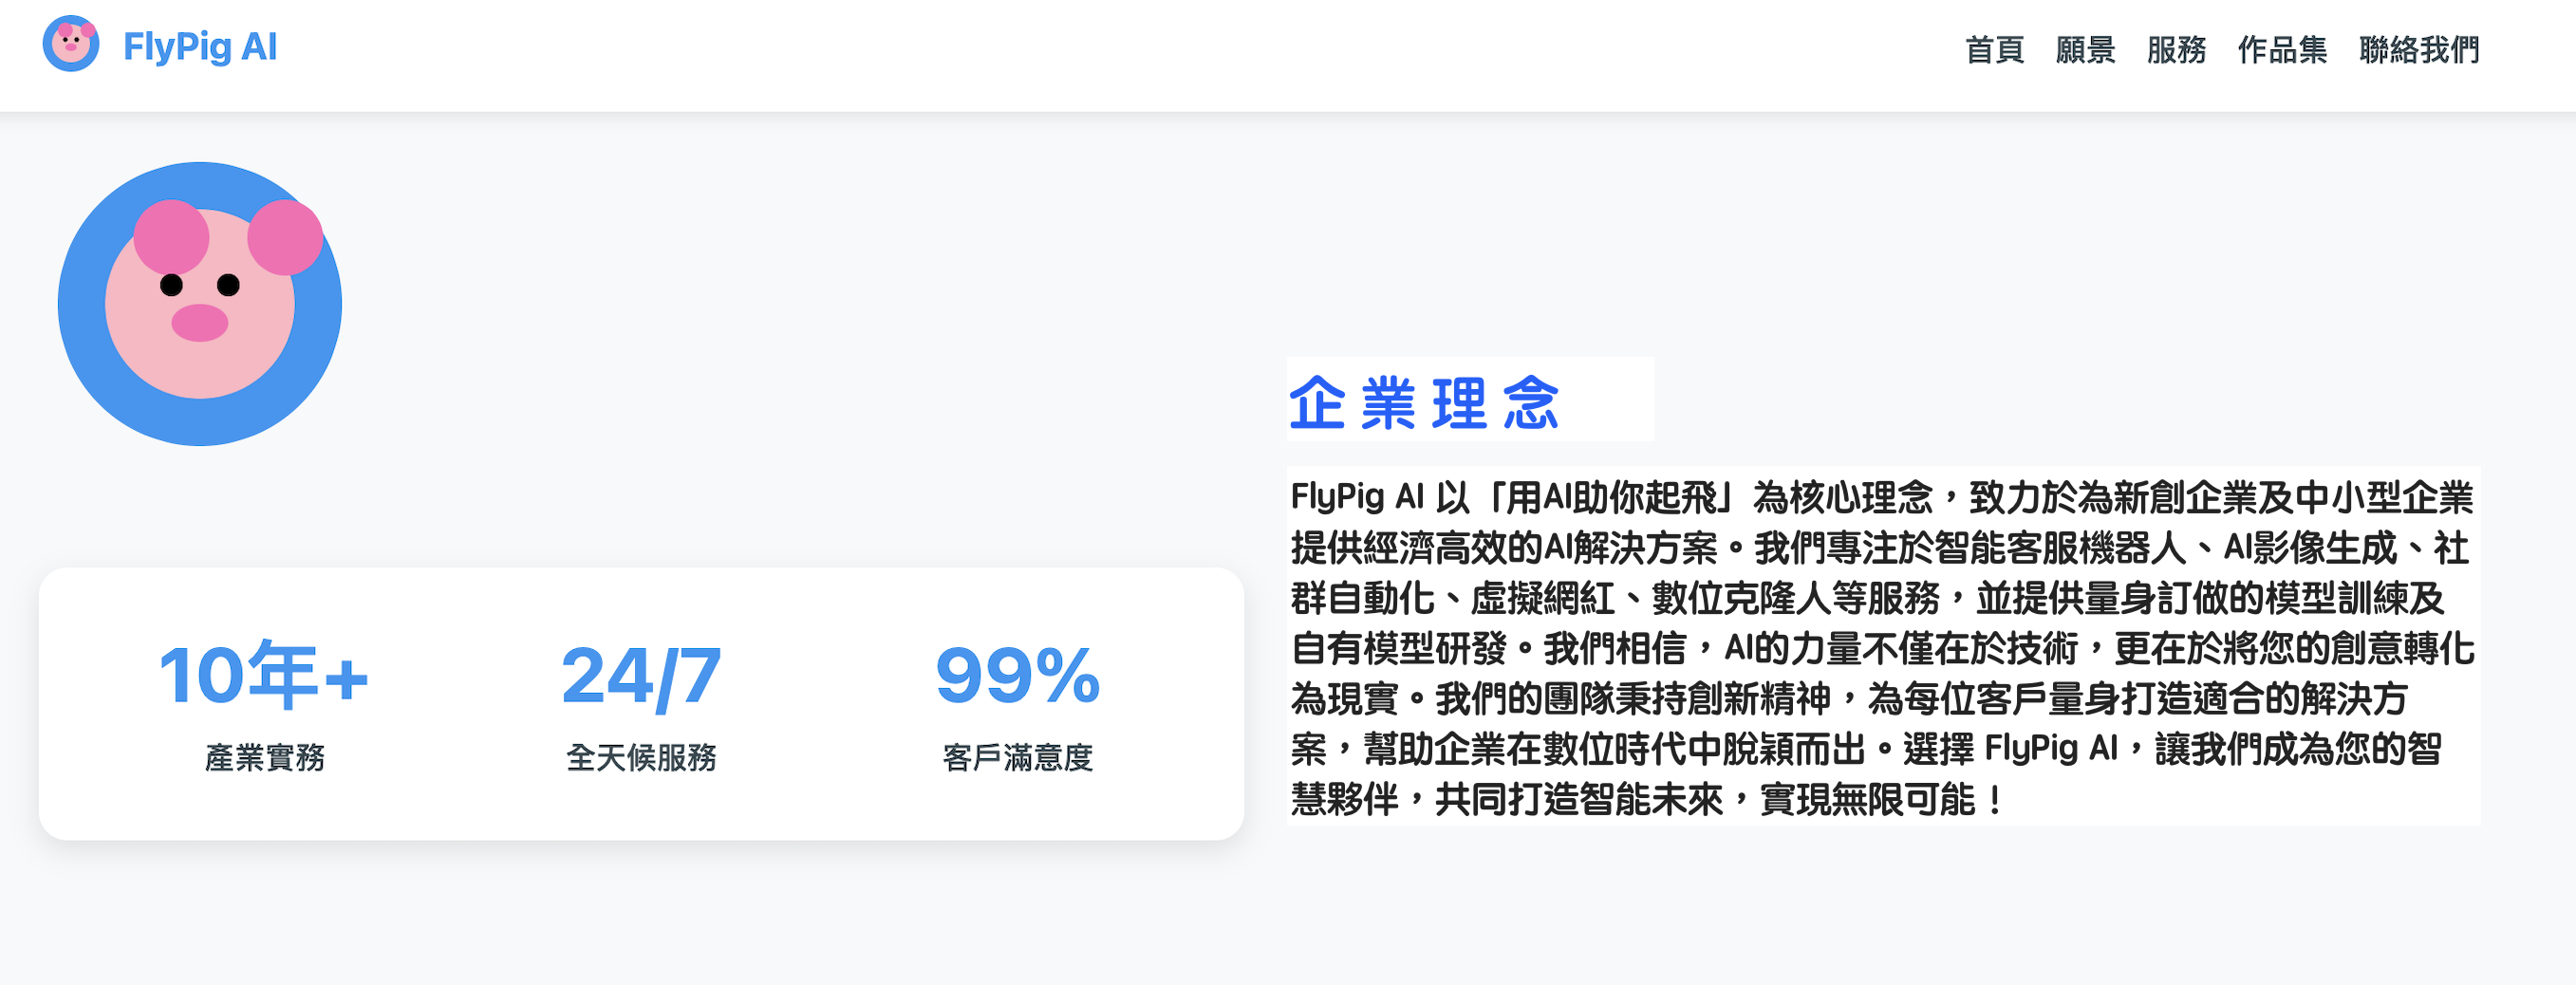 FlyPig AI
首頁 願景 服務 作品集 聯絡我們
企業理念
FlyPig AI 以「用AI助你起飛」為核心理念，致力於為新創企業及中小型企業
提供經濟高效的AI解決方案。我們專注於智能客服機器人、AI影像生成、社
群自動化、虛擬網紅、數位克隆人等服務，並提供量身訂做的模型訓練及
自有模型研發。我們相信，AI的力量不僅在於技術，更在於將您的創意轉化
為現實。我們的團隊秉持創新精神，為每位客戶量身打造適合的解決方
案，幫助企業在數位時代中脫穎而出。選擇 FlyPig AI，讓我們成為您的智
慧夥伴，共同打造智能未來，實現無限可能！
10年+ 24/7 99%
產業實務 全天候服務 客戶滿意度